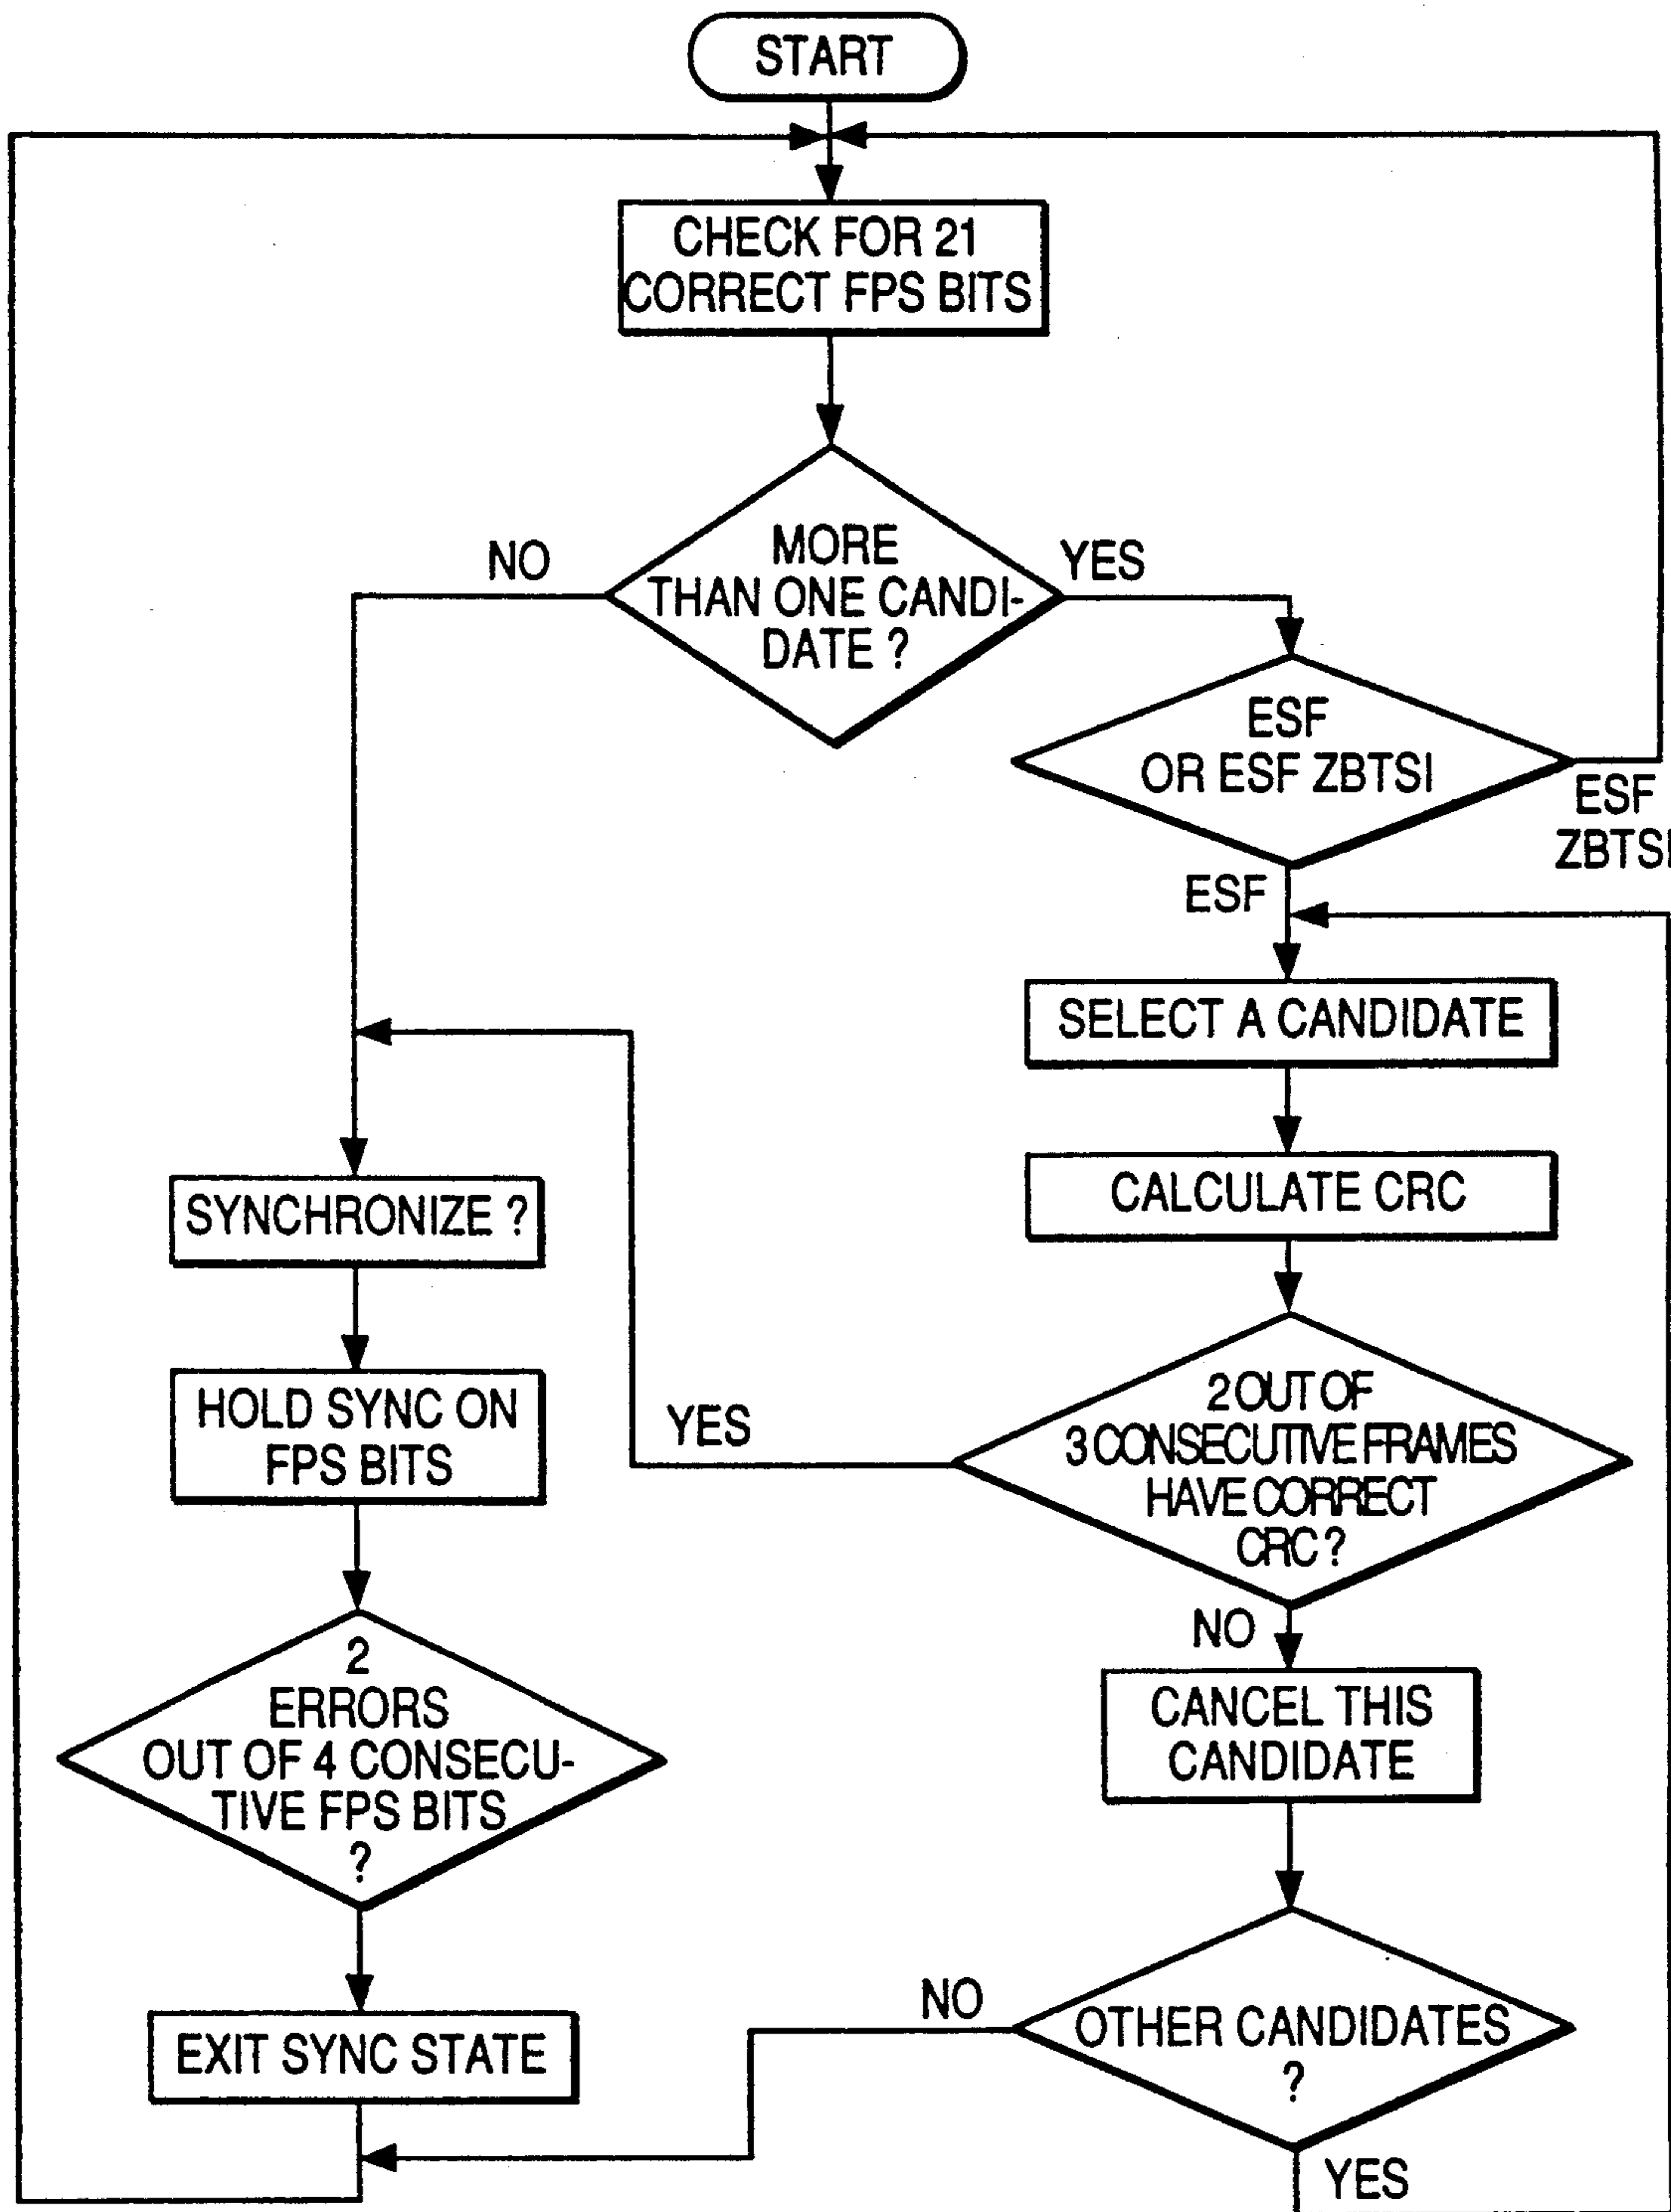 START
CHECK FOR 21
CORRECT FPS BITS
MORE
THAN ONE CANDI-
DATE ?
NO
YES
ESF
OR ESF ZBTSI
ESF
ZBTSI
ESF
SELECT A CANDIDATE
CALCULATE CRC
SYNCHRONIZE ?
HOLD SYNC ON
FPS BITS
2 OUT OF
3 CONSECUTIVE FRAMES
HAVE CORRECT
CRC ?
YES
NO
2
ERRORS
OUT OF 4 CONSECU-
TIVE FPS BITS
?
CANCEL THIS
CANDIDATE
EXIT SYNC STATE
NO
OTHER CANDIDATES
?
YES